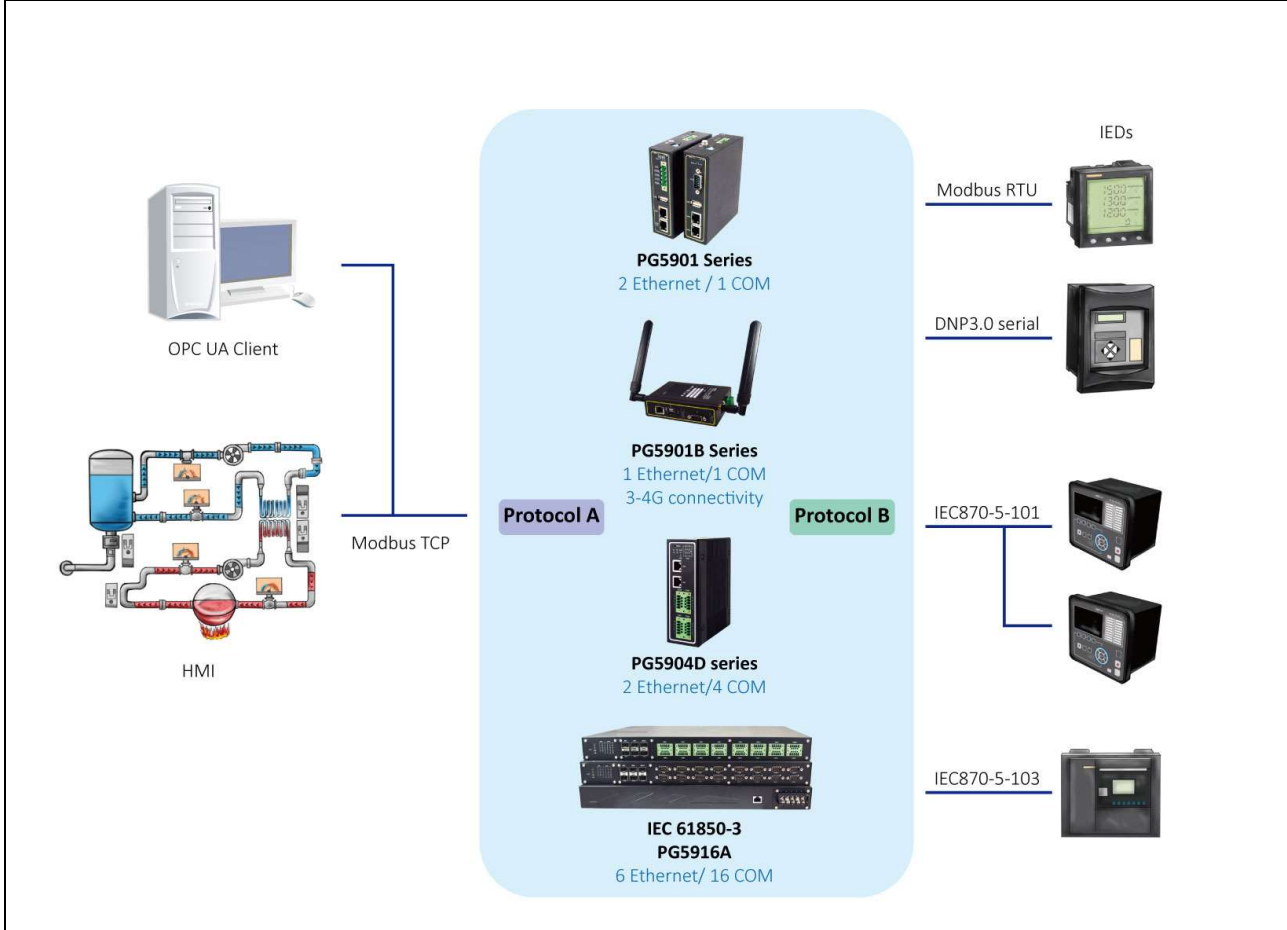 OPC UA Client
HMI
Modbus TCP
Protocol A
PG5901 Series
2 Ethernet / 1 COM
PG5901B Series
1 Ethernet/1 COM
3-4G connectivity
PG5904D series
2 Ethernet/4 COM
IEC 61850-3
PG5916A
6 Ethernet/ 16 COM
Protocol B
IEDs
Modbus RTU
DNP3.0 serial
IEC870-5-101
IEC870-5-103